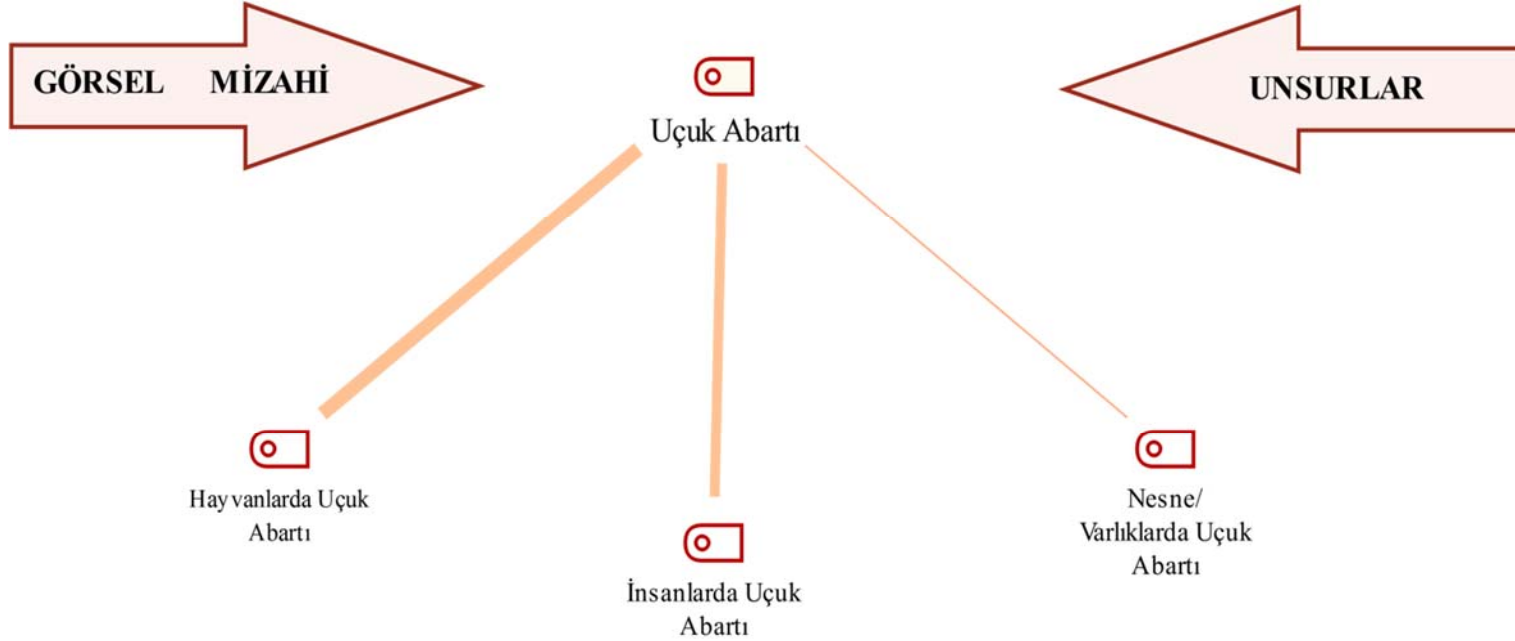 GÖRSEL MİZAHİ
UNSURLAR
Uçuk Abartı
Hayvanlarda Uçuk
Abartı
İnsanlarda Uçuk
Abartı
Nesne/
Varlıklarda Uçuk
Abartı